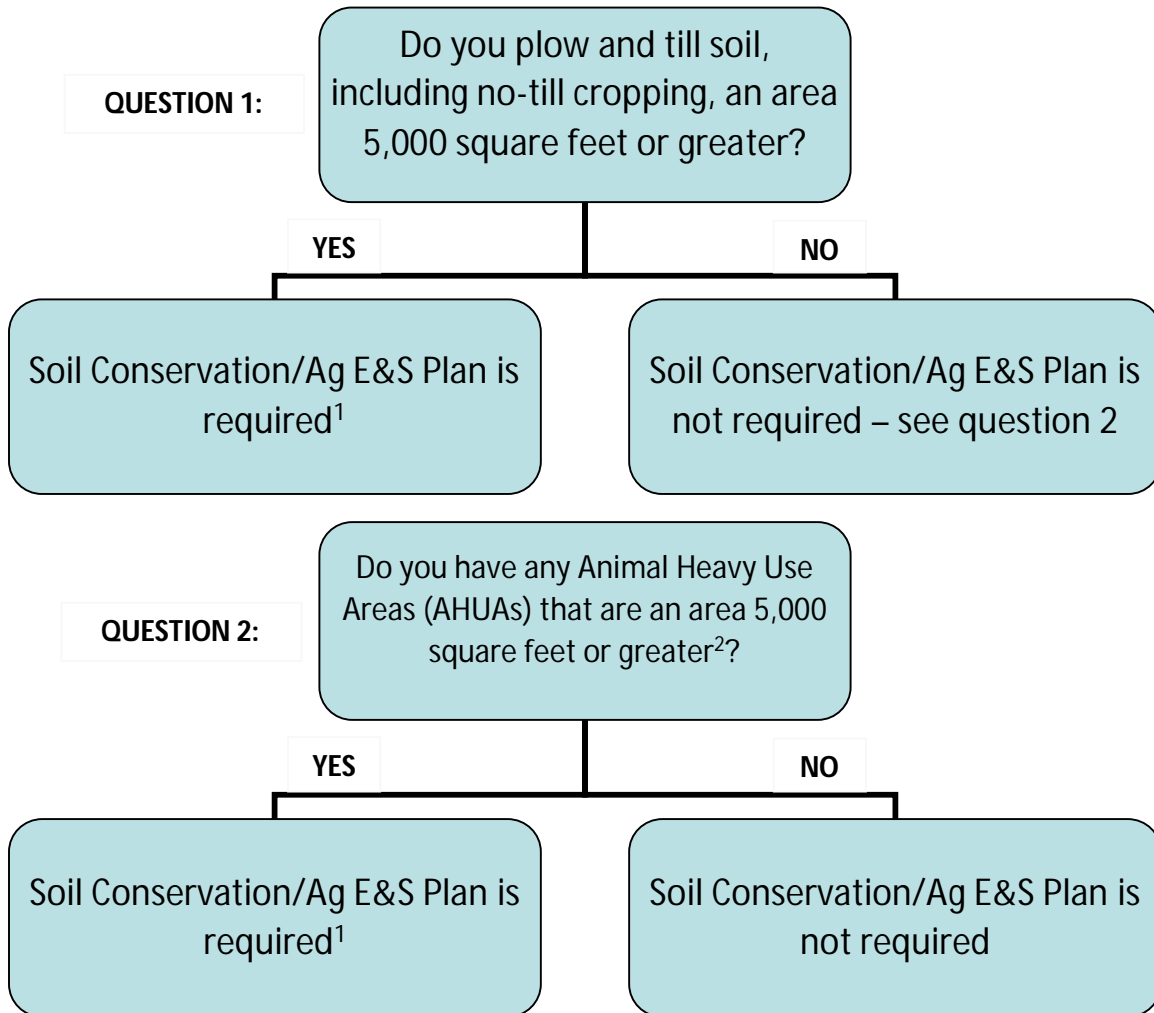 Do you plow and till soil,
QUESTION 1:
including no-till cropping, an area
5,000 square feet or greater?
YES
NO
Soil Conservation/Ag E&S Plan is
required¹
Soil Conservation/Ag E&S Plan is
not required – see question 2
Do you have any Animal Heavy Use
QUESTION 2:
Areas (AHUAs) that are an area 5,000
square feet or greater²?
YES
NO
Soil Conservation/Ag E&S Plan is
required¹
Soil Conservation/Ag E&S Plan is
not required